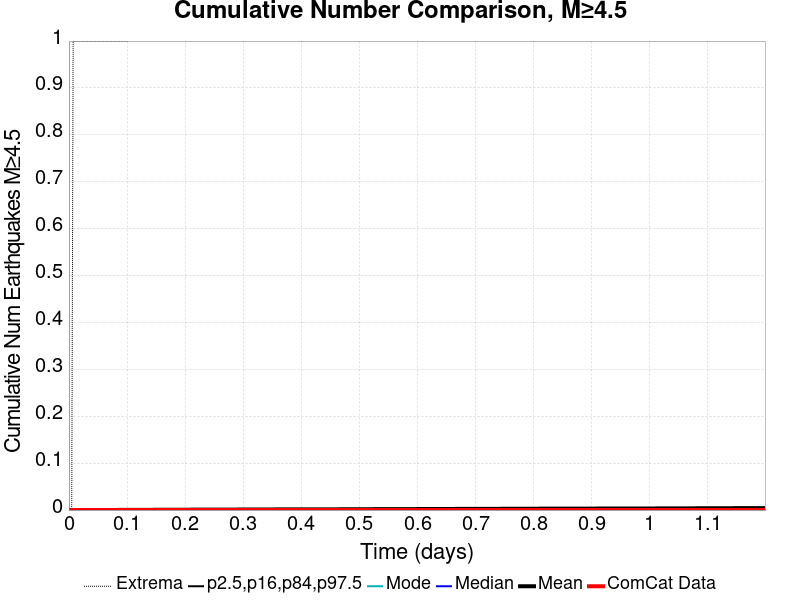 Cumulative Number Comparison, M≥4.5
Cumulative Num Earthquakes M≥4.5
1
0.9
0.8
0.7
0.6
0.5
0.4
0.3
0.2
0.1
0
0 0.1 0.2 0.3 0.4 0.5 0.6 0.7 0.8 0.9 1 1.1
Time (days)
Extrema p2.5,p16,p84,p97.5 Mode Median Mean ComCat Data